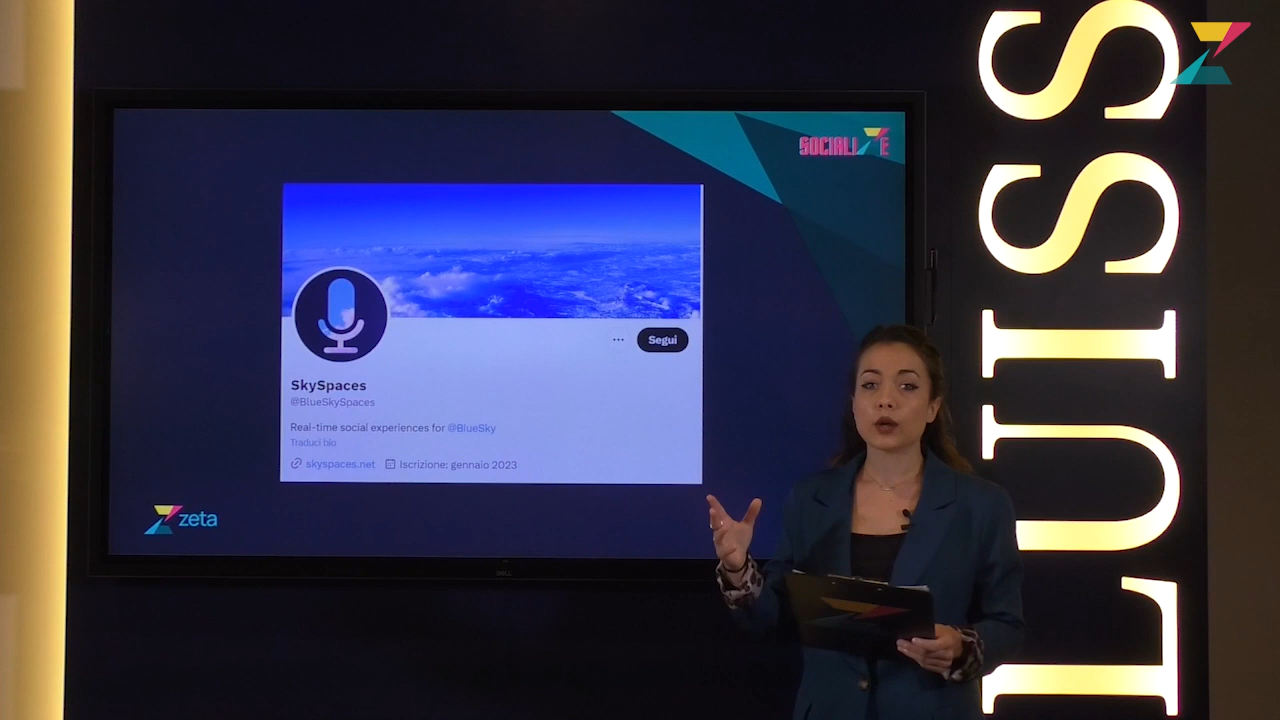 SOCIALIZE
Segui
SkySpaces
@BlueSkySpaces
Real-time social experiences for @BlueSky
Traduci bio
skyspaces.net Iscrizione: gennaio 2023
zeta
DELL
LUISS
Z